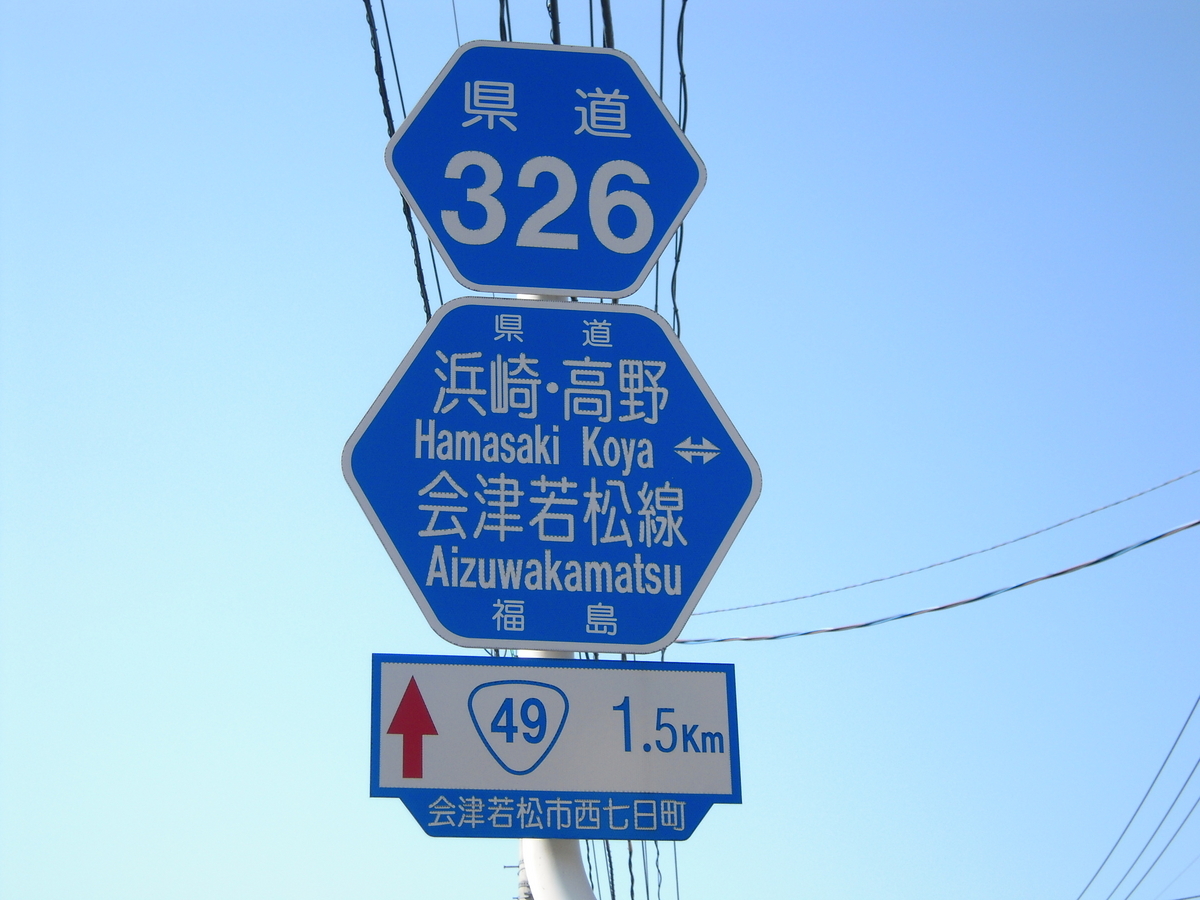 県道
326
県道
浜崎・高野
Hamasaki Koya
会津若松線
Aizuwakamatsu
福島
49 1.5Km
会津若松市西七日町